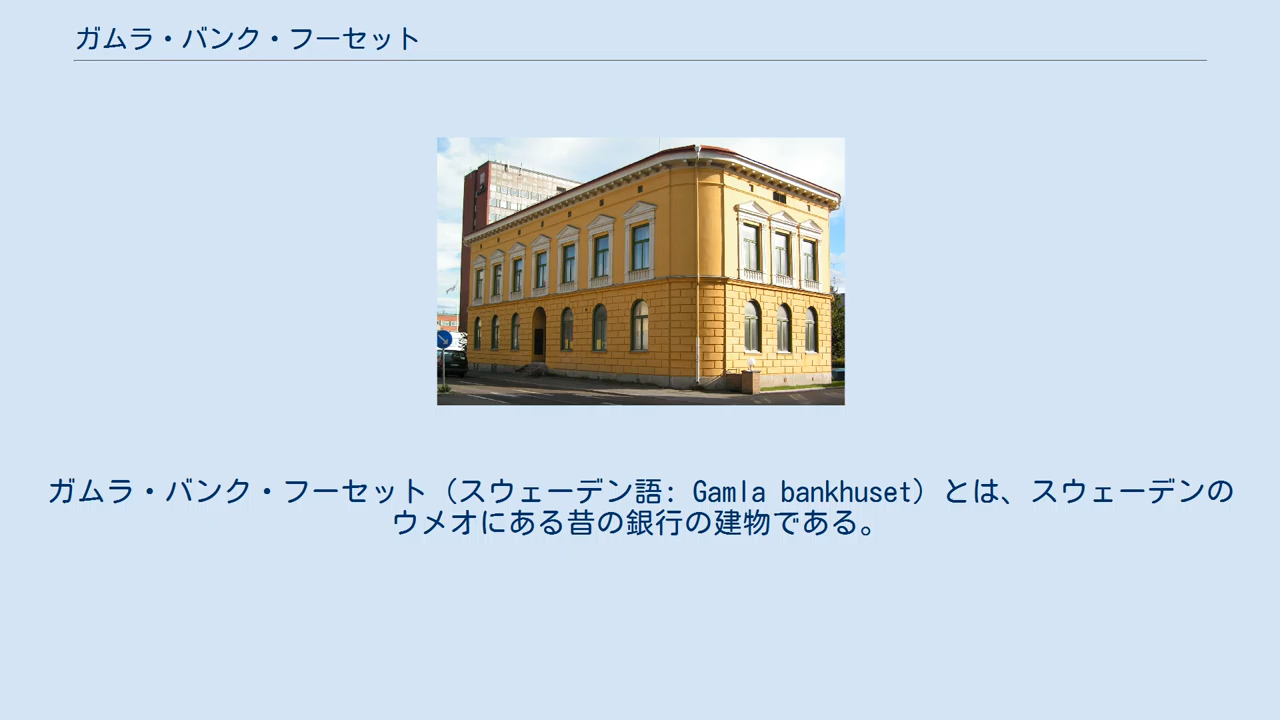 ガムラ・バンク・フーセット
ガムラ・バンク・フーセット（スウェーデン語: Gamla bankhuset）とは、スウェーデンの
ウメオにある昔の銀行の建物である。